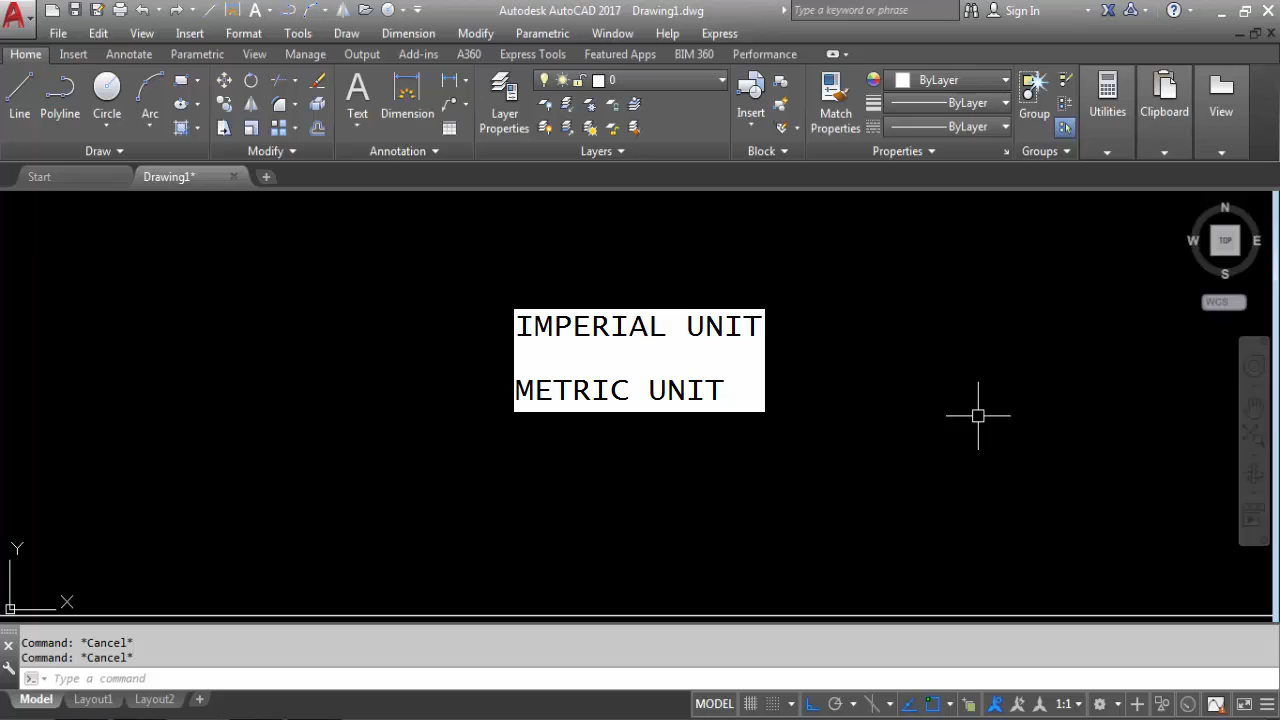 Autodesk AutoCAD 2017 Drawing1.dwg
Type a keyword or phrase
Sign In
File Edit View Insert Format Tools Draw Dimension Modify Parametric Window Help Express
Home Insert Annotate Parametric View Manage Output Add-ins A360 Express Tools Featured Apps BIM 360 Performance
Line Polyline Circle Arc
Text Dimension
Layer Properties
0
Insert
Match Properties
ByLayer
ByLayer
ByLayer
Group
Utilities Clipboard View
Draw Modify Annotation Layers Block Properties Groups
Start Drawing1*
N
W TOP E
S
WCS
IMPERIAL UNIT
METRIC UNIT
Y
X
Command: *Cancel*
Command: *Cancel*
Type a command
Model Layout1 Layout2 +
MODEL 1:1